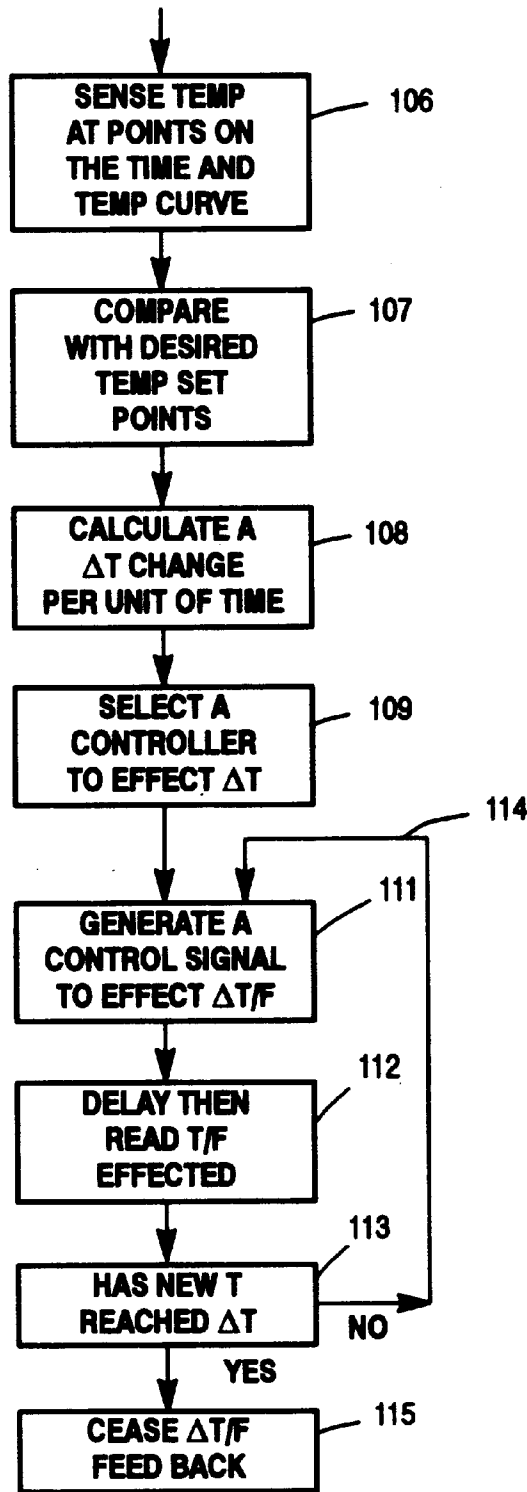 SENSE TEMP
AT POINTS ON
THE TIME AND
TEMP CURVE
106
COMPARE
WITH DESIRED
TEMP SET
POINTS
107
CALCULATE A
ΔT CHANGE
PER UNIT OF TIME
108
SELECT A
CONTROLLER
TO EFFECT ΔT
109
114
GENERATE A
CONTROL SIGNAL
TO EFFECT ΔT/F
111
DELAY THEN
READ T/F
EFFECTED
112
HAS NEW T
REACHED ΔT
113
NO
YES
CEASE ΔT/F
FEED BACK
115